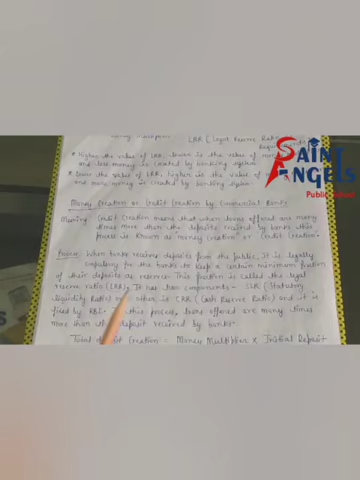 Money Multiplier
LRR [Legal Reserve Ratio
Requirement
SAINT
ANGELS
Public School
* Higher the value of LRR, lower is the value of money
and less money is created by banking system
* Lower the value of LRR, higher is the value of
and more money is created by banking system.
Money Creation or Credit Creation by Commercial Banks
Meaning Credit Creation means that when loans offered are many
times more than the deposits received by banks this
process is known as money creation or Credit Creation.
Process When banks receives deposits from the public. It is legally
compulsory for the banks to keep a certain minimum fraction
of their deposits as reserves. This fraction is called the legal
reserve ratio (LRR). It has two components - SLR (Statutory
liquidity Ratio) and other is CRR (Cash Reserve Ratio) and it is
fixed by RBI. In this process, loans offered are many times
more than the deposit received by banks.
Total Credit Creation = Money Multiplier × Initial Deposit